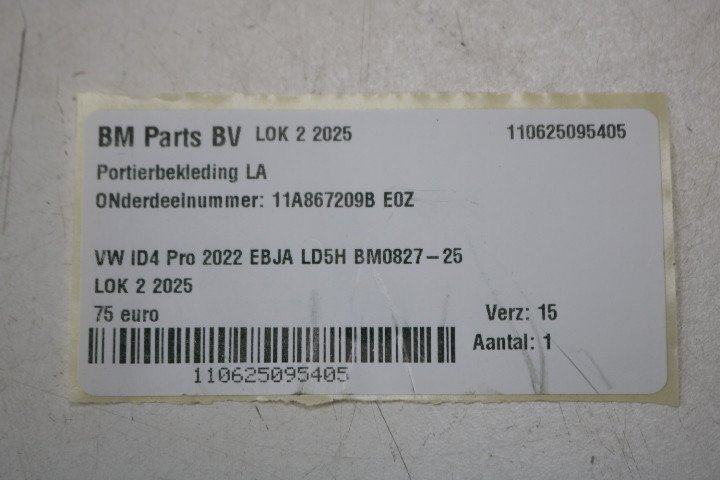 BM Parts BV LOK 2 2025 110625095405
Portierbekleding LA
ONderdeelnummer: 11A867209B E0Z
VW ID4 Pro 2022 EBJA LD5H BM0827-25
LOK 2 2025
75 euro Verz: 15
Aantal: 1
110625095405